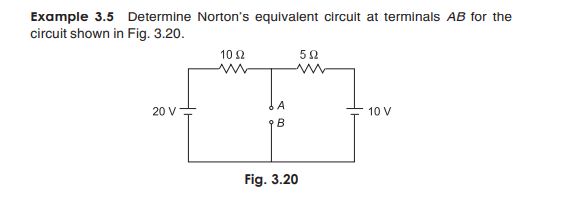 Example 3.5 Determine Norton's equivalent circuit at terminals AB for the
circuit shown in Fig. 3.20.
10 Ω 5 Ω
20 V A 10 V
B
Fig. 3.20